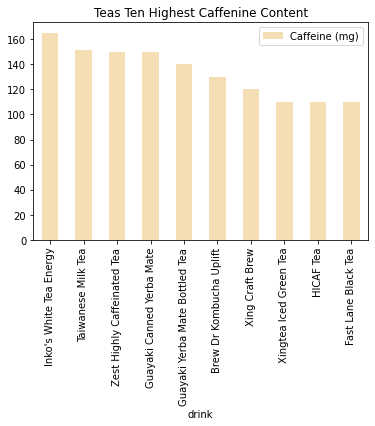 Teas Ten Highest Caffenine Content
Caffeine (mg)
160
140
120
100
80
60
40
20
0
Inko's White Tea Energy
Taiwanese Milk Tea
Zest Highly Caffeinated Tea
Guayaki Canned Yerba Mate
Guayaki Yerba Mate Bottled Tea
Brew Dr Kombucha Uplift
Xing Craft Brew
Xingtea Iced Green Tea
HICAF Tea
Fast Lane Black Tea
drink